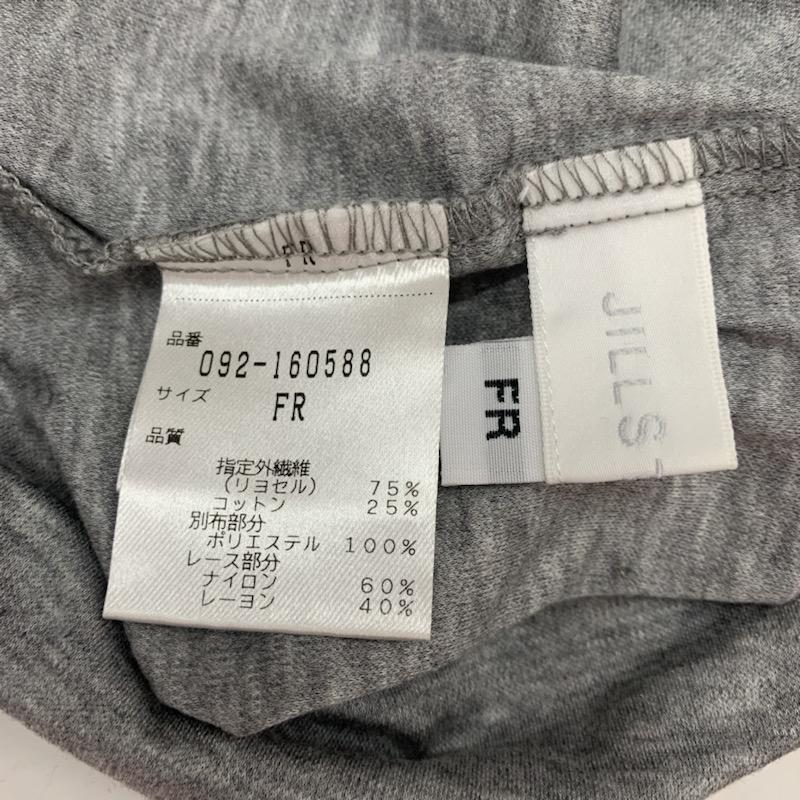 FR
品番
092-160588
サイズ
FR
品質
指定外繊維
(リヨセル) 75%
コットン 25%
別布部分
ポリエステル 100%
レース部分
ナイロン 60%
レーヨン 40%
FR
JILLS